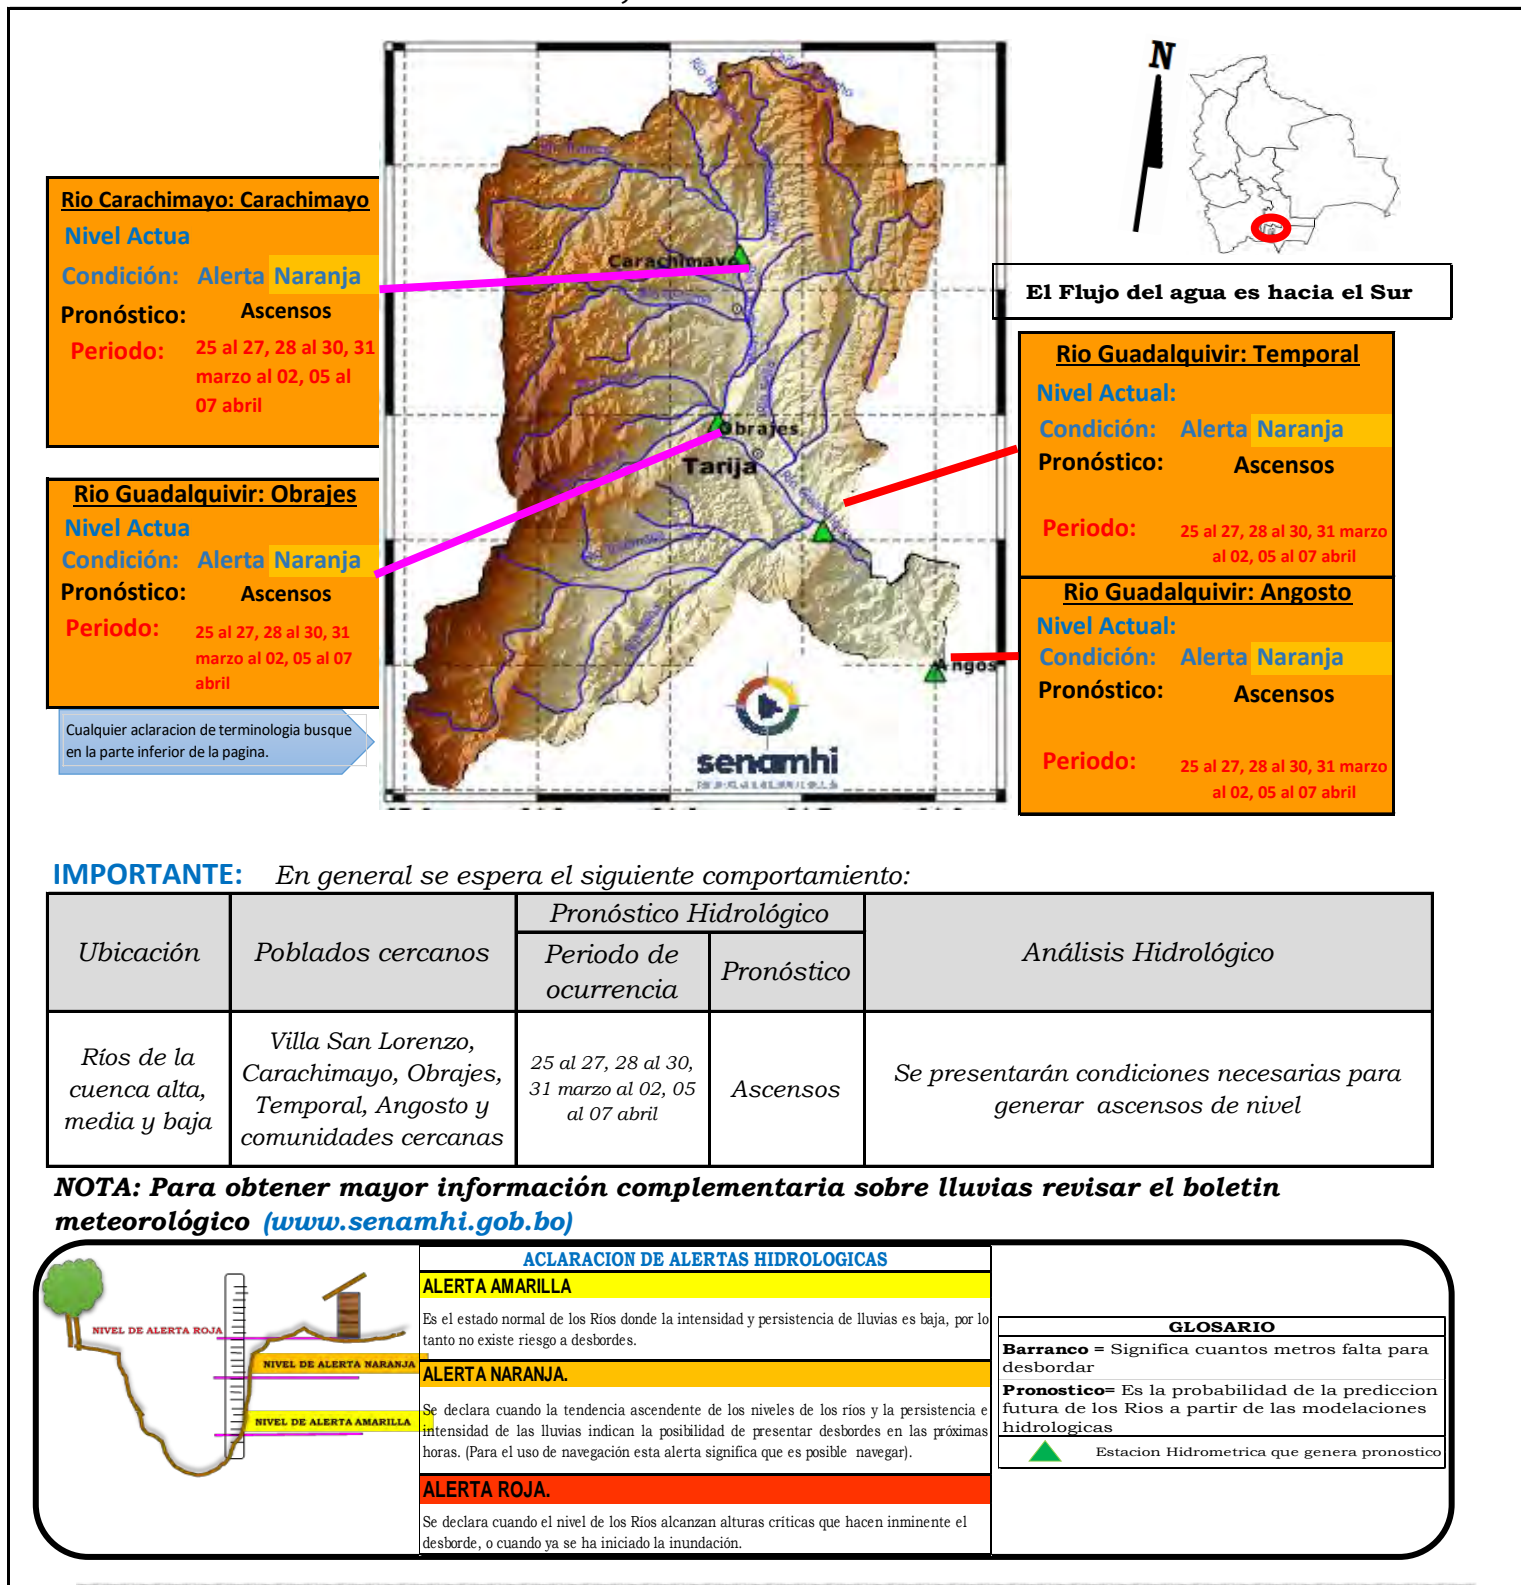 N
El Flujo del agua es hacia el Sur
Rio Carachimayo: Carachimayo
Nivel Actua
Condición: Alerta Naranja
Pronóstico: Ascensos
Periodo: 25 al 27, 28 al 30, 31
marzo al 02, 05 al
07 abril
Rio Guadalquivir: Obrajes
Nivel Actua
Condición: Alerta Naranja
Pronóstico: Ascensos
Periodo: 25 al 27, 28 al 30, 31
marzo al 02, 05 al 07
abril
Cualquier aclaracion de terminologia busque
en la parte inferior de la pagina.
Carachimayo
Obrajes
Tarija
Angos
senamhi
Rio Guadalquivir: Temporal
Nivel Actual:
Condición: Alerta Naranja
Pronóstico: Ascensos
Periodo: 25 al 27, 28 al 30, 31 marzo
al 02, 05 al 07 abril
Rio Guadalquivir: Angosto
Nivel Actual:
Condición: Alerta Naranja
Pronóstico: Ascensos
Periodo: 25 al 27, 28 al 30, 31 marzo
al 02, 05 al 07 abril
IMPORTANTE: En general se espera el siguiente comportamiento:
Ubicación
Poblados cercanos
Pronóstico Hidrológico
Periodo de
ocurrencia
Pronóstico
Análisis Hidrológico
Ríos de la
cuenca alta,
media y baja
Villa San Lorenzo,
Carachimayo, Obrajes,
Temporal, Angosto y
comunidades cercanas
25 al 27, 28 al 30,
31 marzo al 02, 05
al 07 abril
Ascensos
Se presentarán condiciones necesarias para
generar ascensos de nivel
NOTA: Para obtener mayor información complementaria sobre lluvias revisar el boletin
meteorológico (www.senamhi.gob.bo)
NIVEL DE ALERTA ROJA
NIVEL DE ALERTA NARANJA
NIVEL DE ALERTA AMARILLA
ACLARACION DE ALERTAS HIDROLOGICAS
ALERTA AMARILLA
Es el estado normal de los Ríos donde la intensidad y persistencia de lluvias es baja, por lo
tanto no existe riesgo a desbordes.
ALERTA NARANJA.
Se declara cuando la tendencia ascendente de los niveles de los ríos y la persistencia e
intensidad de las lluvias indican la posibilidad de presentar desbordes en las próximas
horas. (Para el uso de navegación esta alerta significa que es posible navegar).
ALERTA ROJA.
Se declara cuando el nivel de los Ríos alcanzan alturas críticas que hacen inminente el
desborde, o cuando ya se ha iniciado la inundación.
GLOSARIO
Barranco = Significa cuantos metros falta para
desbordar
Pronostico= Es la probabilidad de la prediccion
futura de los Rios a partir de las modelaciones
hidrologicas
Estacion Hidrometrica que genera pronostico